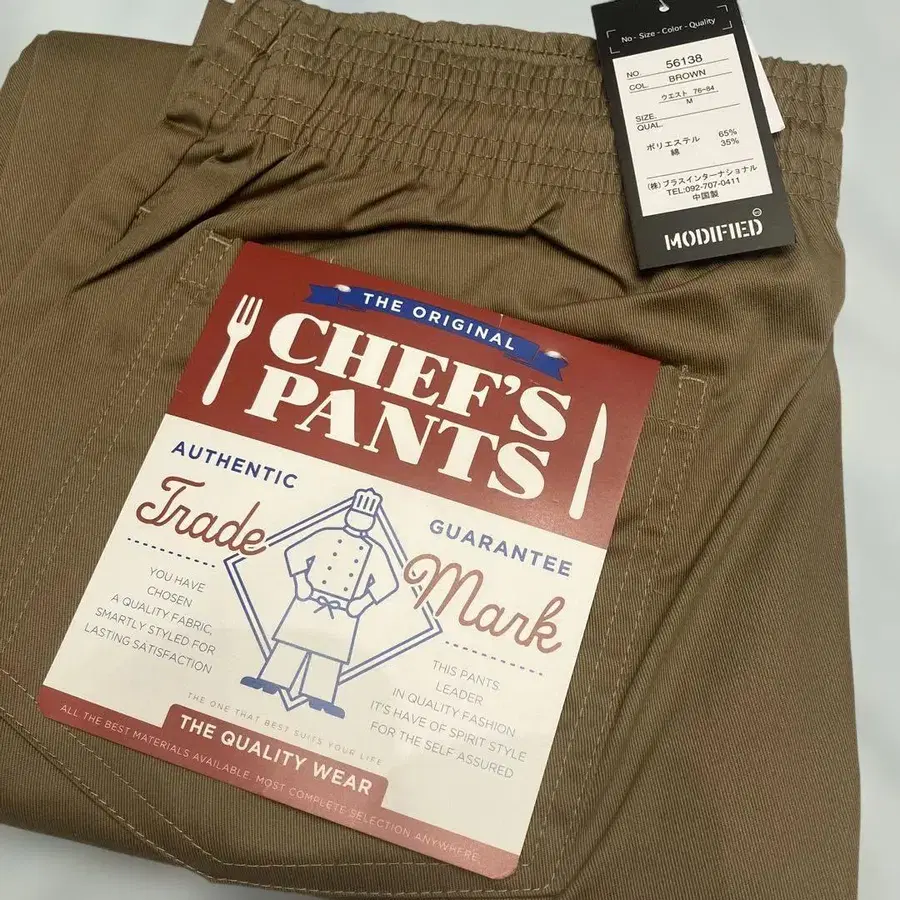 No - Size - Color - Quality
NO. 56138
COL. BROWN
ウエスト 76-84
SIZE. M
QUAL.
ポリエステル 65%
綿 35%
(株)プラスインターナショナル
TEL:092-707-0411
中国製
MODIFIED
THE ORIGINAL
CHEF'S
PANTS
AUTHENTIC
Trade
YOU HAVE
CHOSEN
A QUALITY FABRIC,
SMARTLY STYLED FOR
LASTING SATISFACTION
GUARANTEE
Mark
THIS PANTS
LEADER
IN QUALITY FASHION
IT'S HAVE OF SPIRIT STYLE
FOR THE SELF-ASSURED
THE ONE THAT BEST SUITS YOUR LIFE
THE QUALITY WEAR
ALL THE BEST MATERIALS AVAILABLE. MOST COMPLETE SELECTION ANYWHERE.